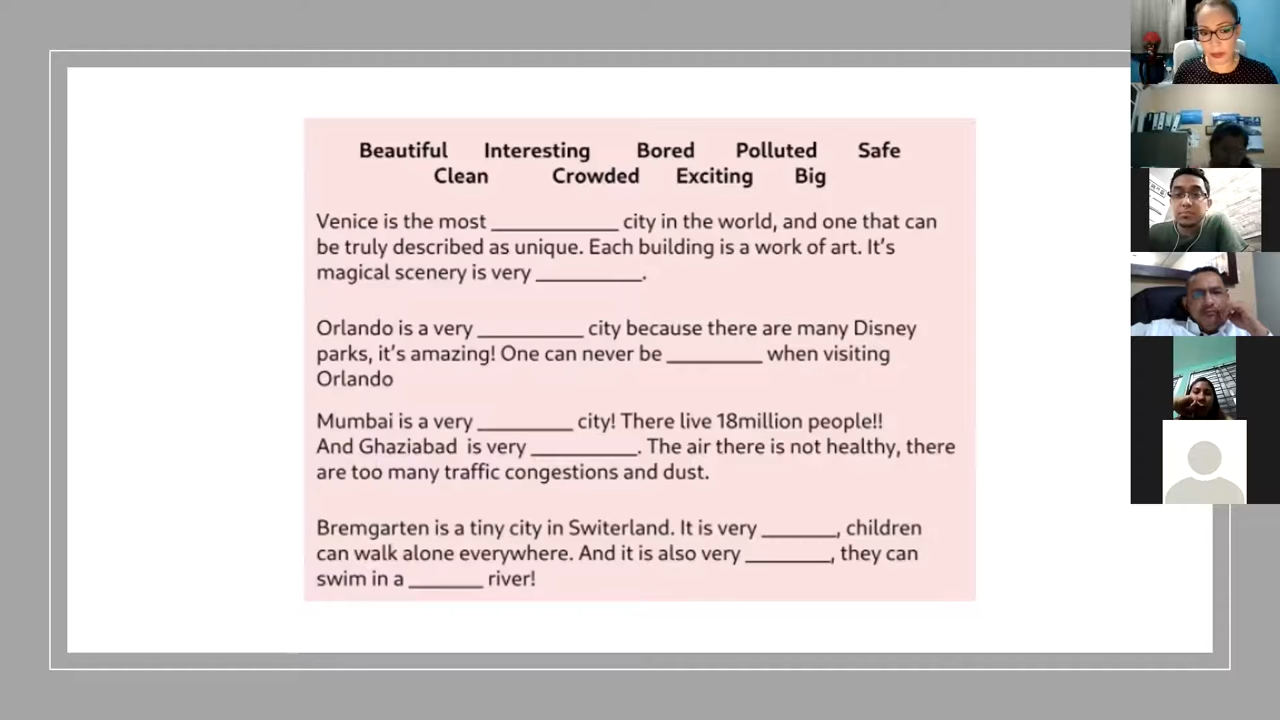 Beautiful Interesting Bored Polluted Safe
Clean Crowded Exciting Big
Venice is the most ____________ city in the world, and one that can
be truly described as unique. Each building is a work of art. It's
magical scenery is very __________.
Orlando is a very __________ city because there are many Disney
parks, it's amazing! One can never be _________ when visiting
Orlando
Mumbai is a very _________ city! There live 18million people!!
And Ghaziabad is very __________. The air there is not healthy, there
are too many traffic congestions and dust.
Bremgarten is a tiny city in Switerland. It is very _______, children
can walk alone everywhere. And it is also very ________, they can
swim in a _______ river!